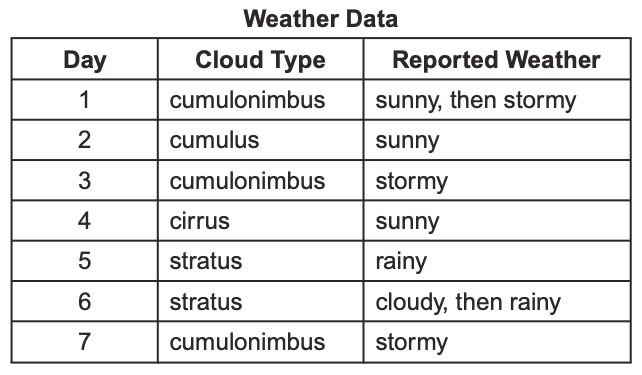 Weather Data
Day Cloud Type Reported Weather
1 cumulonimbus sunny, then stormy
2 cumulus sunny
3 cumulonimbus stormy
4 cirrus sunny
5 stratus rainy
6 stratus cloudy, then rainy
7 cumulonimbus stormy